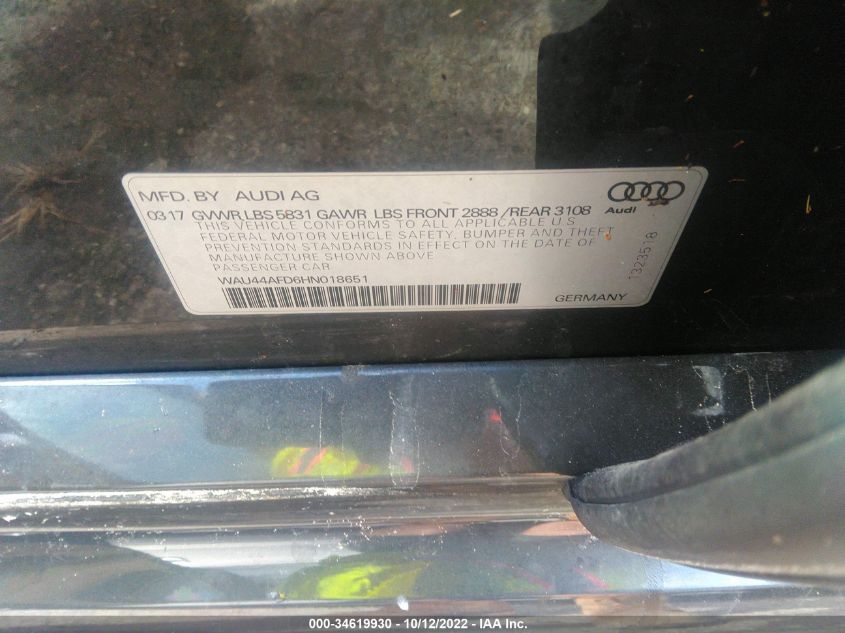 MFD. BY AUDI AG
03 17 GVWR LBS 5831 GAWR LBS FRONT 2888 /REAR 3108
Audi
THIS VEHICLE CONFORMS TO ALL APPLICABLE U.S
FEDERAL MOTOR VEHICLE SAFETY, BUMPER AND THEFT
PREVENTION STANDARDS IN EFFECT ON THE DATE OF
MANUFACTURE SHOWN ABOVE
PASSENGER CAR
WAU44AFD6HN018651
1323518
GERMANY
000-34619930 - 10/12/2022 - IAA Inc.